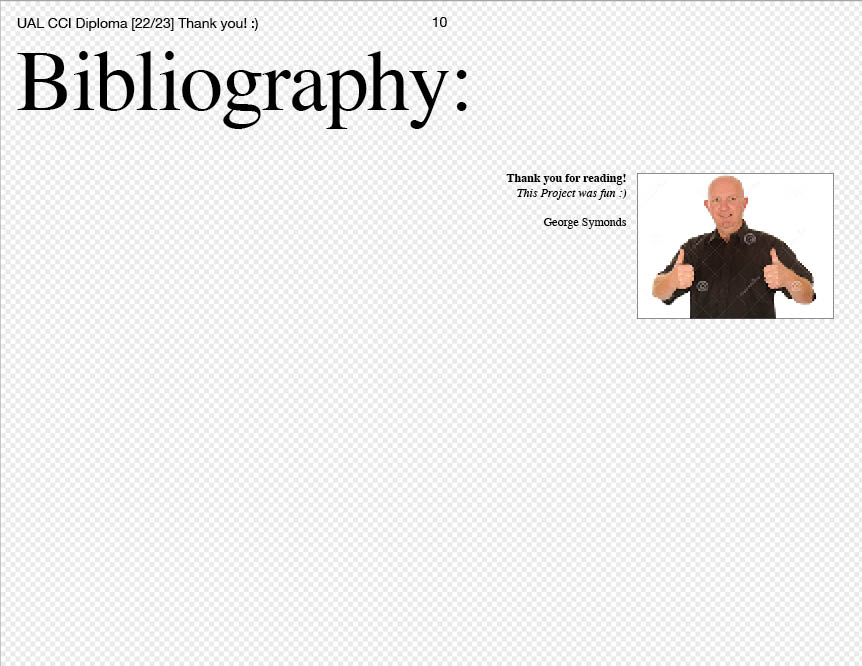 UAL CCI Diploma [22/23] Thank you! :)
10
Bibliography:
Thank you for reading!
This Project was fun :)
George Symonds